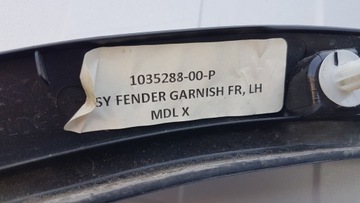 1035288-00-P
SY FENDER GARNISH FR, LH
MDL X